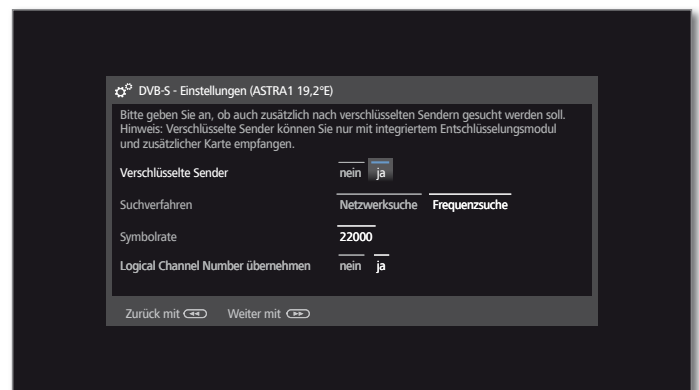 DVB-S - Einstellungen (ASTRA1 19,2°E)
Bitte geben Sie an, ob auch zusätzlich nach verschlüsselten Sendern gesucht werden soll.
Hinweis: Verschlüsselte Sender können Sie nur mit integriertem Entschlüsselungsmodul
und zusätzlicher Karte empfangen.
Verschlüsselte Sender nein ja
Suchverfahren Netzwerksuche Frequenzsuche
Symbolrate 22000
Logical Channel Number übernehmen nein ja
Zurück mit Weiter mit